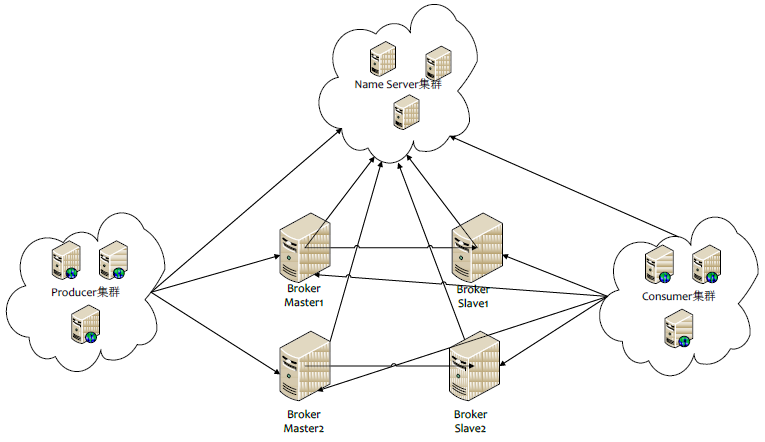 Name Server集群
Producer集群
Broker
Master1
Broker
Slave1
Consumer集群
Broker
Master2
Broker
Slave2